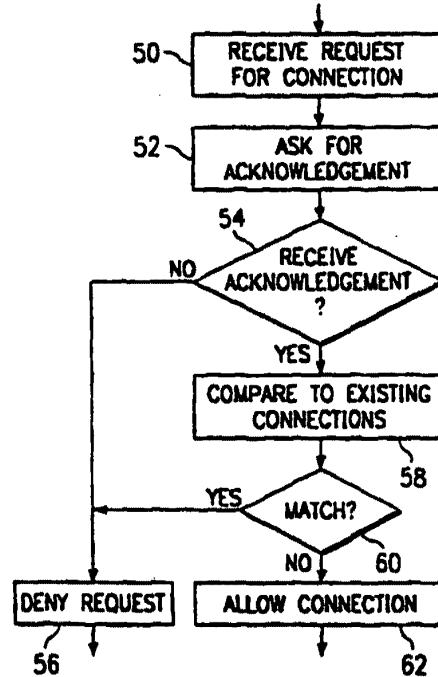 50
RECEIVE REQUEST
FOR CONNECTION
52
ASK FOR
ACKNOWLEDGEMENT
54
RECEIVE
ACKNOWLEDGEMENT
?
NO
YES
COMPARE TO EXISTING
CONNECTIONS
58
YES
MATCH?
60
NO
DENY REQUEST
56
ALLOW CONNECTION
62